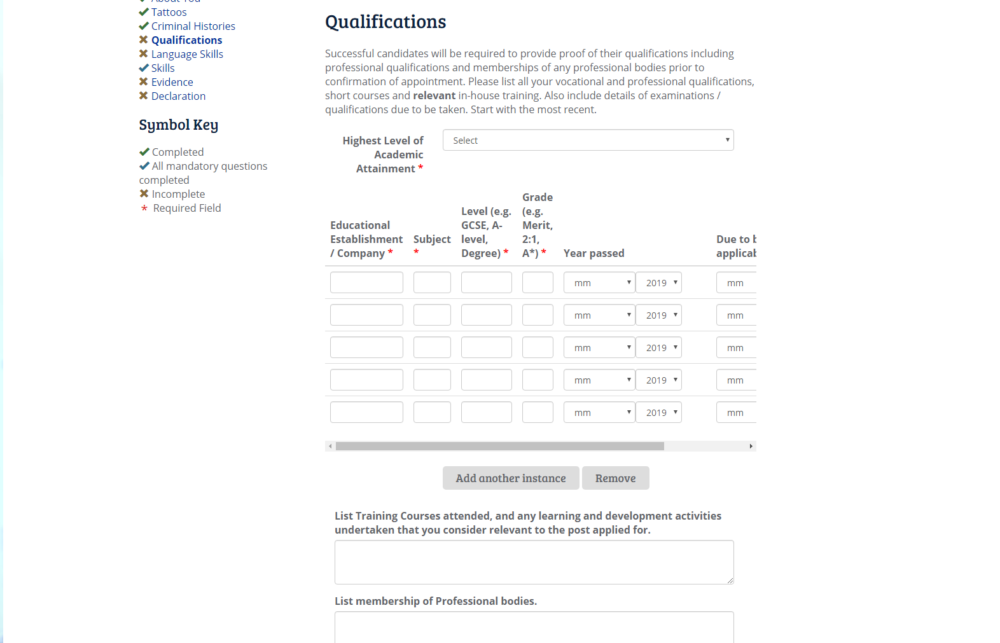 About You
Tattoos
Criminal Histories
Qualifications
Language Skills
Skills
Evidence
Declaration
Symbol Key
Completed
All mandatory questions
completed
Incomplete
* Required Field
Qualifications
Successful candidates will be required to provide proof of their qualifications including
professional qualifications and memberships of any professional bodies prior to
confirmation of appointment. Please list all your vocational and professional qualifications,
short courses and relevant in-house training. Also include details of examinations /
qualifications due to be taken. Start with the most recent.
Highest Level of
Academic
Attainment *
Select
Educational
Establishment
/ Company *
Subject
*
Level (e.g.
GCSE, A-
level,
Degree) *
Grade
(e.g.
Merit,
2:1,
A*) *
Year passed
Due to b
applicab
mm 2019 mm
mm 2019 mm
mm 2019 mm
mm 2019 mm
mm 2019 mm
Add another instance Remove
List Training Courses attended, and any learning and development activities
undertaken that you consider relevant to the post applied for.
List membership of Professional bodies.